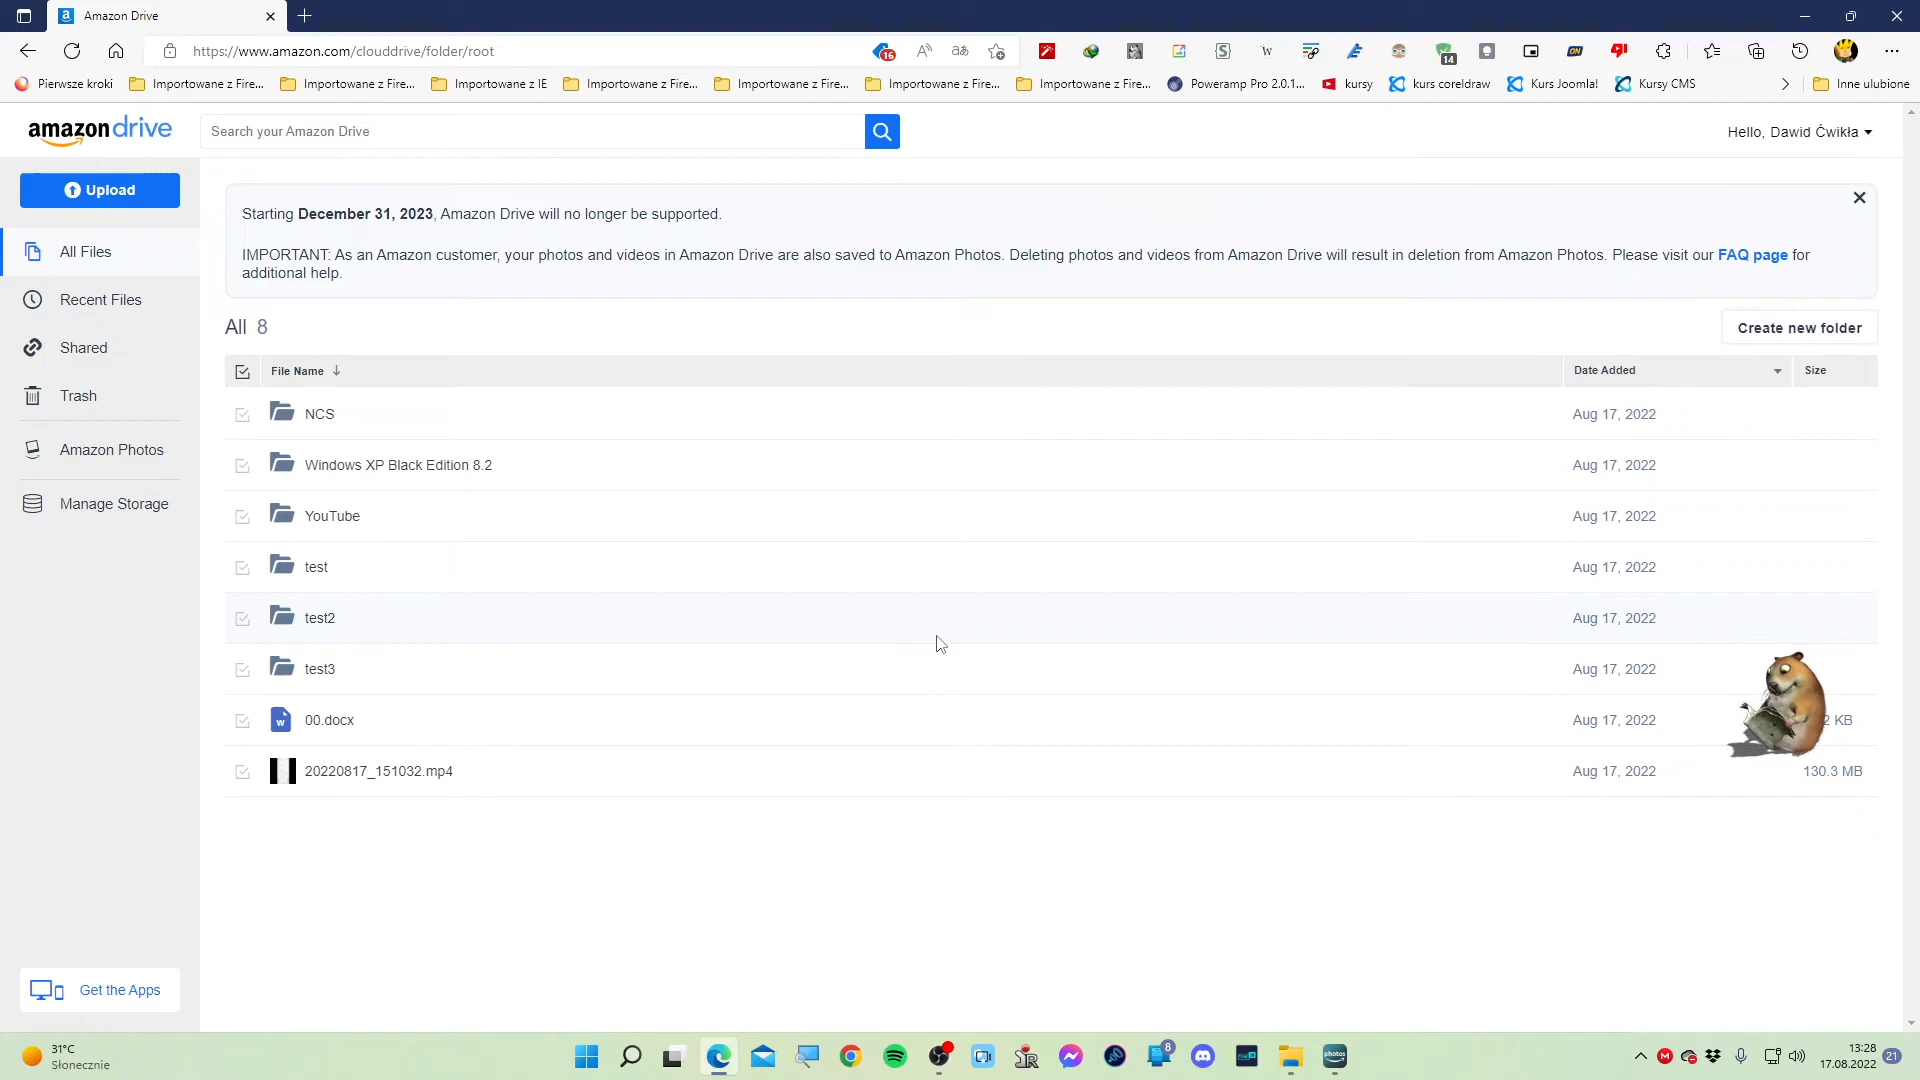 Amazon Drive
https://www.amazon.com/clouddrive/folder/root
16
14
Pierwsze kroki
Importowane z Fire...
Importowane z Fire...
Importowane z IE
Importowane z Fire...
Importowane z Fire...
Importowane z Fire...
Importowane z Fire...
Poweramp Pro 2.0.1...
kursy
kurs coreldraw
Kurs Joomla!
Kursy CMS
Inne ulubione
amazon drive
Search your Amazon Drive
Hello, Dawid Ćwikła
Upload
All Files
Recent Files
Shared
Trash
Amazon Photos
Manage Storage
Get the Apps
Starting December 31, 2023, Amazon Drive will no longer be supported.
IMPORTANT: As an Amazon customer, your photos and videos in Amazon Drive are also saved to Amazon Photos. Deleting photos and videos from Amazon Drive will result in deletion from Amazon Photos. Please visit our FAQ page for
additional help.
All 8
Create new folder
File Name Date Added Size
NCS Aug 17, 2022
Windows XP Black Edition 8.2 Aug 17, 2022
YouTube Aug 17, 2022
test Aug 17, 2022
test2 Aug 17, 2022
test3 Aug 17, 2022
00.docx Aug 17, 2022 KB
20220817_151032.mp4 Aug 17, 2022 130.3 MB
31°C
Słonecznie
8
photos
13:28
17.08.2022
21